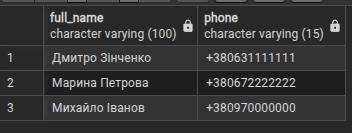 full_name phone
character varying (100) character varying (15)
1 Дмитро Зінченко +380631111111
2 Марина Петрова +380672222222
3 Михайло Іванов +380970000000